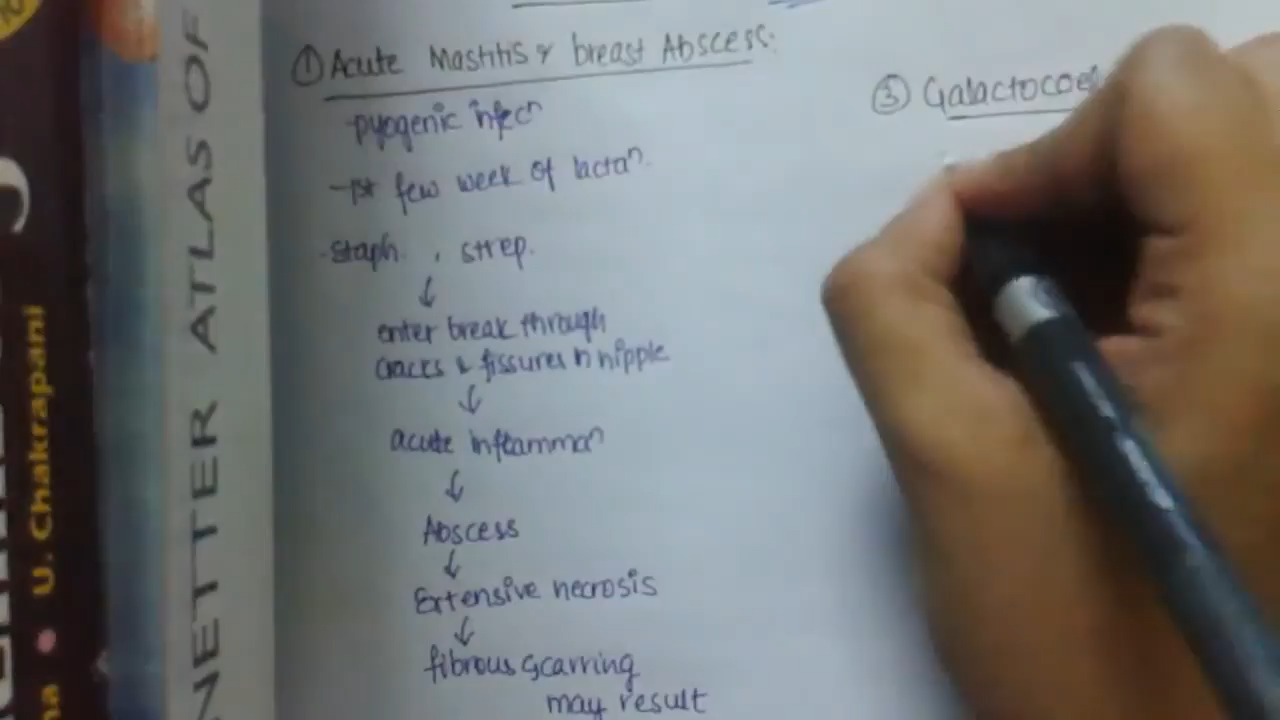 ① Acute Mastitis & breast Abscess:
-pyogenic infecn
-1st few week of lactan.
-staph. , strep.
↓
enter break through
cracks & fissures in nipple
↓
acute inflamman
↓
Abscess
↓
Extensive necrosis
↓
fibrous scarring
may result
③ Galactocoel
NETTER ATLAS OF
U. Chakrapani